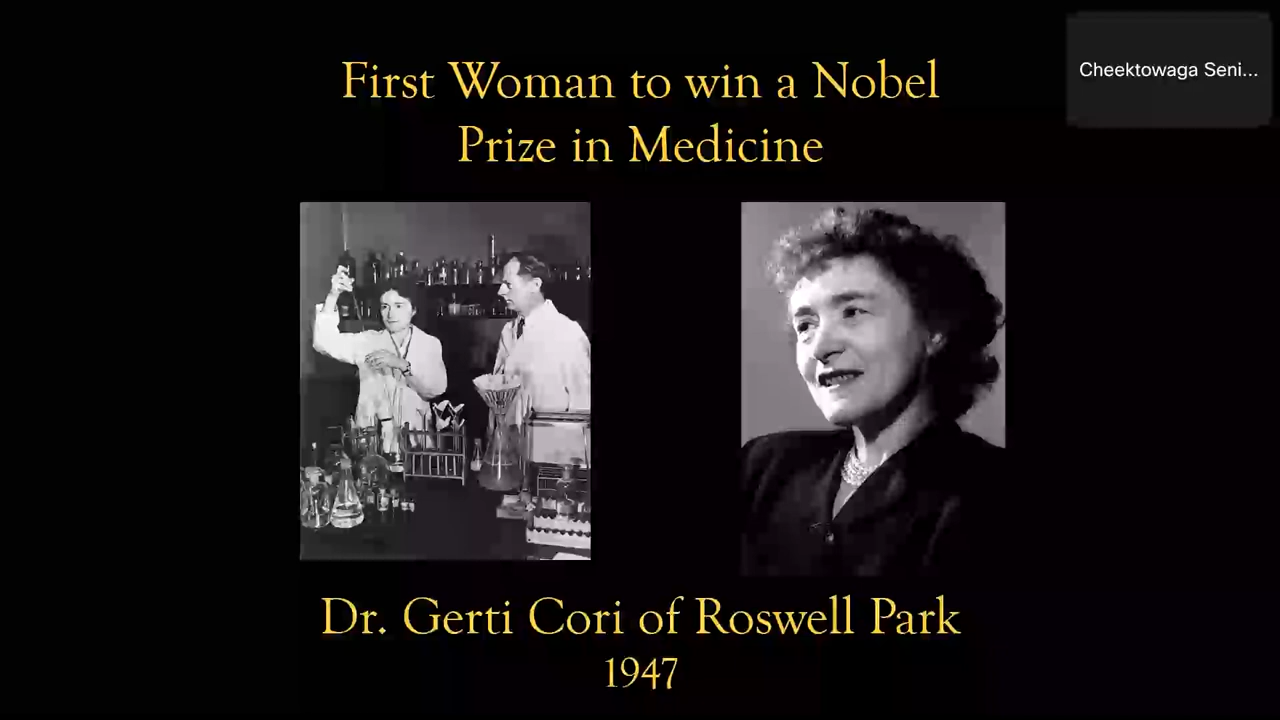 Cheektowaga Seni...
First Woman to win a Nobel
Prize in Medicine
Dr. Gerti Cori of Roswell Park
1947